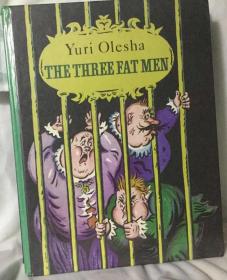 Yuri Olesha
THE THREE FAT MEN